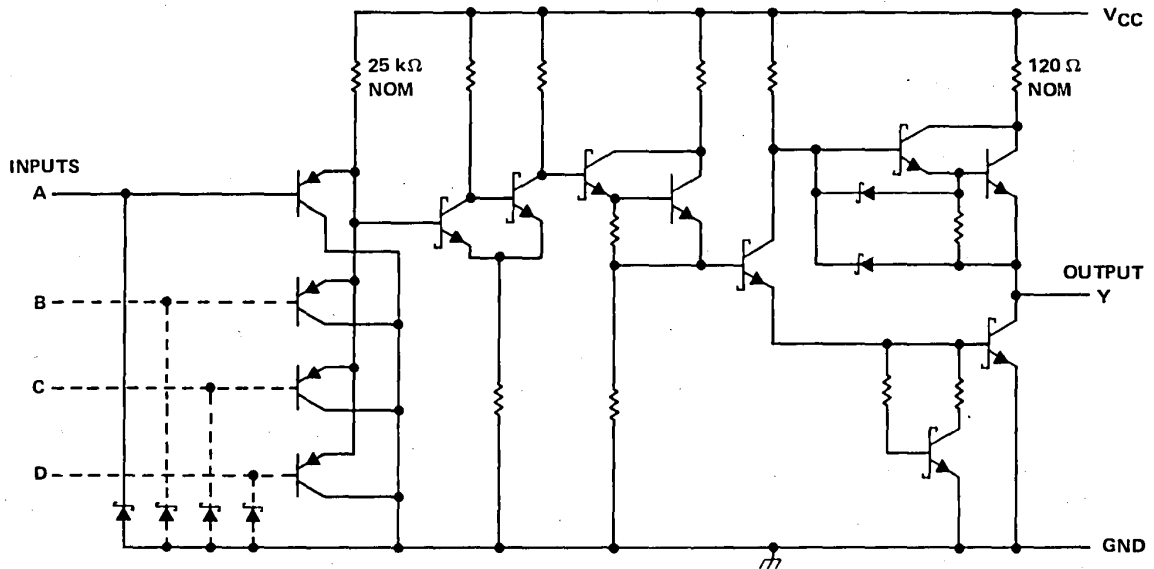 VCC
25 kΩ
NOM
120 Ω
NOM
INPUTS
A
B
OUTPUT
Y
C
D
GND